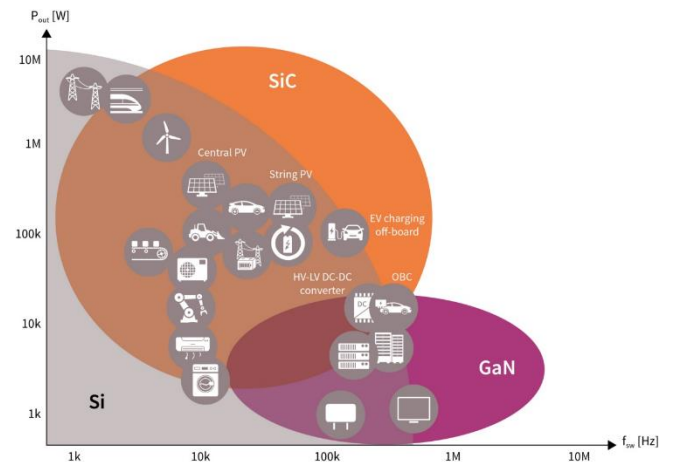 Pout [W]
10M
SiC
1M
Central PV
String PV
100k
EV charging
off-board
HV-LV DC-DC
converter
OBC
DC
10k
GaN
Si
1k
fsw [Hz]
1k
10k
100k
1M
10M